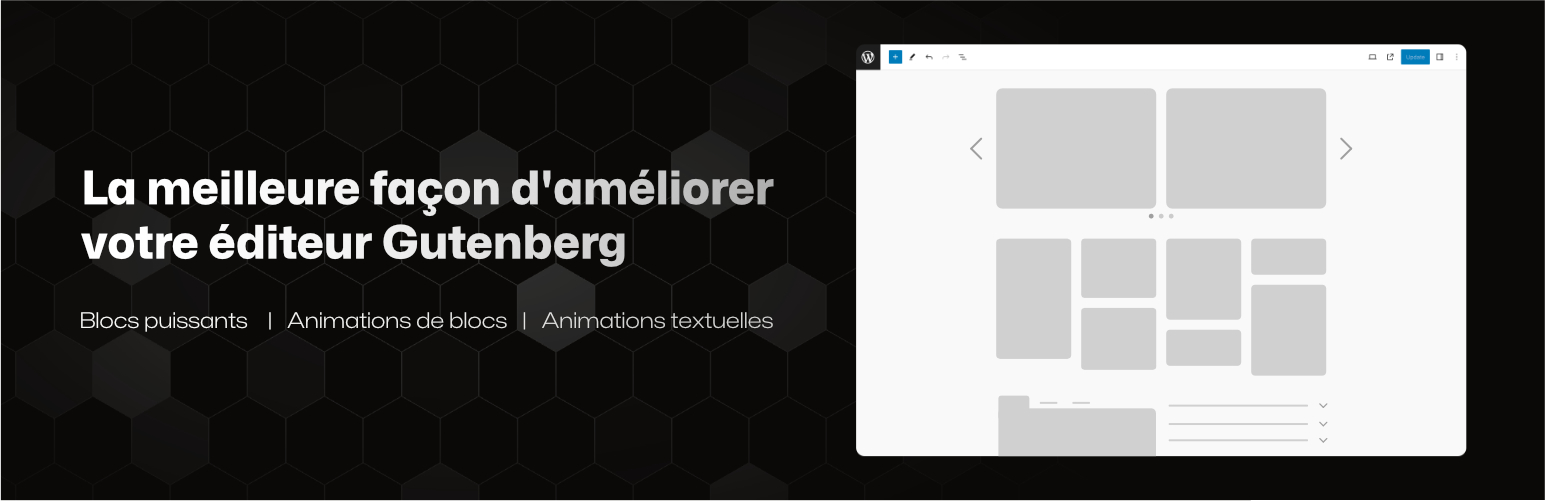 La meilleure façon d'améliorer
votre éditeur Gutenberg
Blocs puissants | Animations de blocs | Animations textuelles
Update